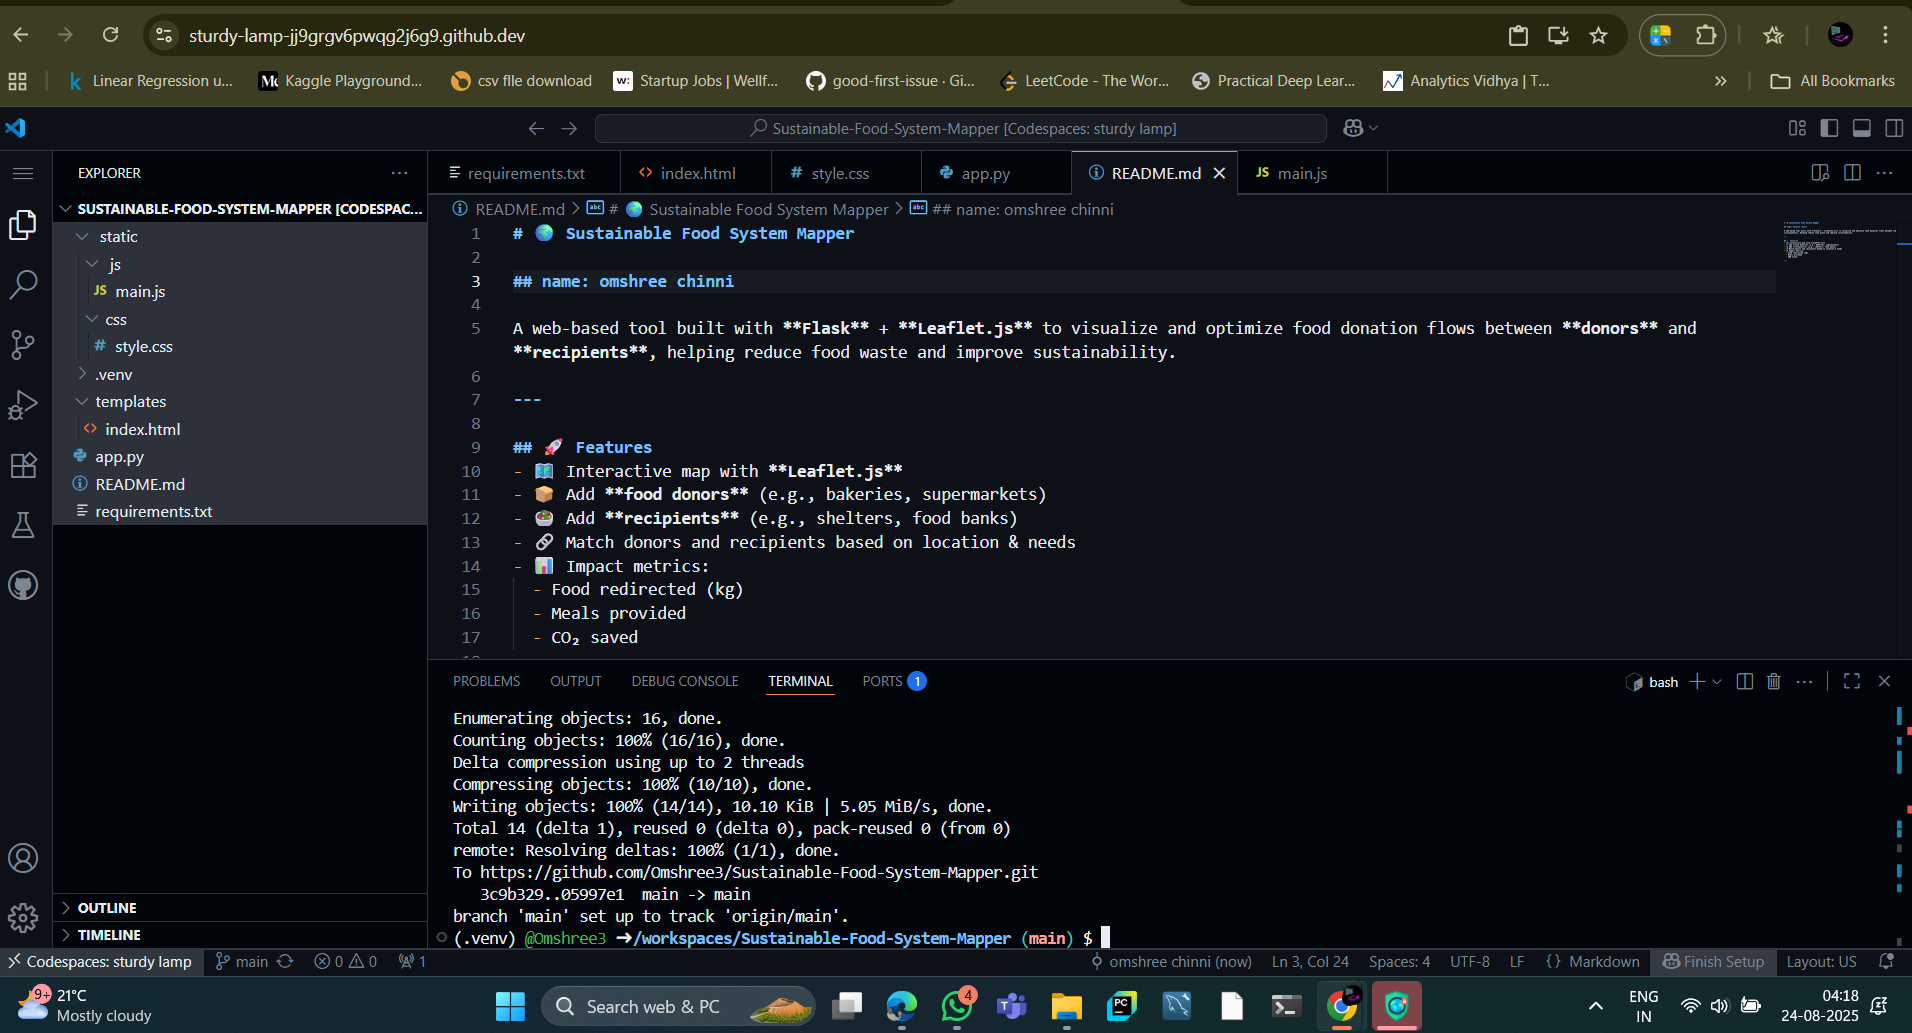 sturdy-lamp-jj9grgv6pwqg2j6g9.github.dev
Linear Regression u... Kaggle Playground... csv fIle download Startup Jobs | Wellf... good-first-issue · Gi... LeetCode - The Wor... Practical Deep Lear... Analytics Vidhya | T... » All Bookmarks
Sustainable-Food-System-Mapper [Codespaces: sturdy lamp]
EXPLORER
requirements.txt index.html # style.css app.py README.md JS main.js
SUSTAINABLE-FOOD-SYSTEM-MAPPER [CODESPAC...
static
js
JS main.js
css
# style.css
.venv
templates
index.html
app.py
README.md
requirements.txt
OUTLINE
TIMELINE
README.md > # Sustainable Food System Mapper > ## name: omshree chinni
1 # 🌍 Sustainable Food System Mapper
2
3 ## name: omshree chinni
4
5 A web-based tool built with **Flask** + **Leaflet.js** to visualize and optimize food donation flows between **donors** and
**recipients**, helping reduce food waste and improve sustainability.
6
7 ---
8
9 ## 🚀 Features
10 - 🗺️ Interactive map with **Leaflet.js**
11 - 📦 Add **food donors** (e.g., bakeries, supermarkets)
12 - 🥗 Add **recipients** (e.g., shelters, food banks)
13 - 🔗 Match donors and recipients based on location & needs
14 - 📊 Impact metrics:
15 - Food redirected (kg)
16 - Meals provided
17 - CO₂ saved
PROBLEMS OUTPUT DEBUG CONSOLE TERMINAL PORTS 1
bash
Enumerating objects: 16, done.
Counting objects: 100% (16/16), done.
Delta compression using up to 2 threads
Compressing objects: 100% (10/10), done.
Writing objects: 100% (14/14), 10.10 KiB | 5.05 MiB/s, done.
Total 14 (delta 1), reused 0 (delta 0), pack-reused 0 (from 0)
remote: Resolving deltas: 100% (1/1), done.
To https://github.com/Omshree3/Sustainable-Food-System-Mapper.git
3c9b329..05997e1 main -> main
branch 'main' set up to track 'origin/main'.
(.venv) @Omshree3 ➜/workspaces/Sustainable-Food-System-Mapper (main) $
Codespaces: sturdy lamp main 0 0 1 omshree chinni (now) Ln 3, Col 24 Spaces: 4 UTF-8 LF {} Markdown Finish Setup Layout: US
9+ 21°C
Mostly cloudy
Search web & PC
4
ENG
IN
04:18
24-08-2025